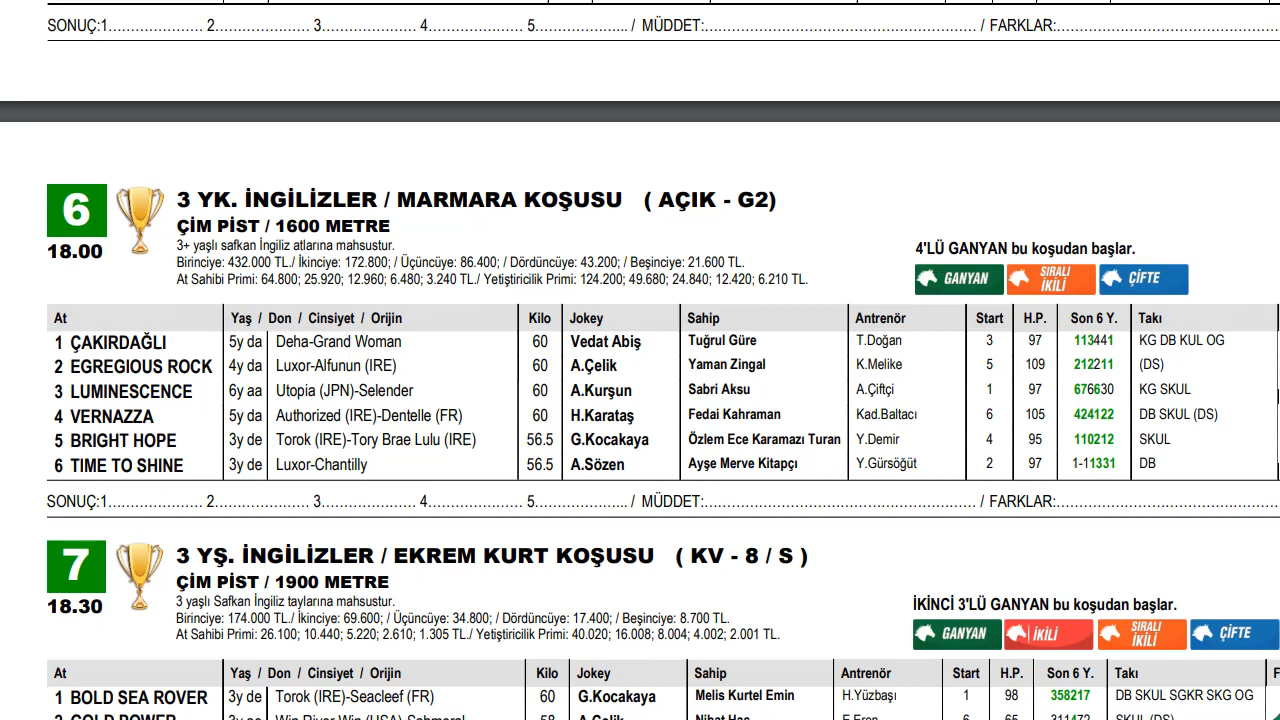 SONUÇ:1…………………2…………………3…………………4…………………5……………….. / MÜDDET:……………………………………………… / FARKLAR:…………………………………
6
18.00
3 YK. İNGİLİZLER / MARMARA KOŞUSU ( AÇIK - G2)
ÇİM PİST / 1600 METRE
3+ yaşlı safkan İngiliz atlarına mahsustur.
Birinciye: 432.000 TL./ İkinciye: 172.800; / Üçüncüye: 86.400; / Dördüncüye: 43.200; / Beşinciye: 21.600 TL.
At Sahibi Primi: 64.800; 25.920; 12.960; 6.480; 3.240 TL./ Yetiştiricilik Primi: 124.200; 49.680; 24.840; 12.420; 6.210 TL.
4'LÜ GANYAN bu koşudan başlar.
GANYAN SIRALI İKİLİ ÇİFTE
At Yaş / Don / Cinsiyet / Orijin Kilo Jokey Sahip Antrenör Start H.P. Son 6 Y. Takı
1 ÇAKIRDAĞLI 5y da Deha-Grand Woman 60 Vedat Abiş Tuğrul Güre T.Doğan 3 97 113441 KG DB KUL OG
2 EGREGIOUS ROCK 4y da Luxor-Alfunun (IRE) 60 A.Çelik Yaman Zingal K.Melike 5 109 212211 (DS)
3 LUMINESCENCE 6y aa Utopia (JPN)-Selender 60 A.Kurşun Sabri Aksu A.Çiftçi 1 97 676630 KG SKUL
4 VERNAZZA 5y da Authorized (IRE)-Dentelle (FR) 60 H.Karataş Fedai Kahraman Kad.Baltacı 6 105 424122 DB SKUL (DS)
5 BRIGHT HOPE 3y de Torok (IRE)-Tory Brae Lulu (IRE) 56.5 G.Kocakaya Özlem Ece Karamazı Turan Y.Demir 4 95 110212 SKUL
6 TIME TO SHINE 3y de Luxor-Chantilly 56.5 A.Sözen Ayşe Merve Kitapçı Y.Gürsöğüt 2 97 1-11331 DB
SONUÇ:1…………………2…………………3…………………4…………………5……………….. / MÜDDET:……………………………………………… / FARKLAR:…………………………………
7
18.30
3 YŞ. İNGİLİZLER / EKREM KURT KOŞUSU ( KV - 8 / S )
ÇİM PİST / 1900 METRE
3 yaşlı Safkan İngiliz taylarına mahsustur.
Birinciye: 174.000 TL./ İkinciye: 69.600; / Üçüncüye: 34.800; / Dördüncüye: 17.400; / Beşinciye: 8.700 TL.
At Sahibi Primi: 26.100; 10.440; 5.220; 2.610; 1.305 TL./ Yetiştiricilik Primi: 40.020; 16.008; 8.004; 4.002; 2.001 TL.
İKİNCİ 3'LÜ GANYAN bu koşudan başlar.
GANYAN İKİLİ SIRALI İKİLİ ÇİFTE
At Yaş / Don / Cinsiyet / Orijin Kilo Jokey Sahip Antrenör Start H.P. Son 6 Y. Takı F
1 BOLD SEA ROVER 3y de Torok (IRE)-Seacleef (FR) 60 G.Kocakaya Melis Kurtel Emin H.Yüzbaşı 1 98 358217 DB SKUL SGKR SKG OG